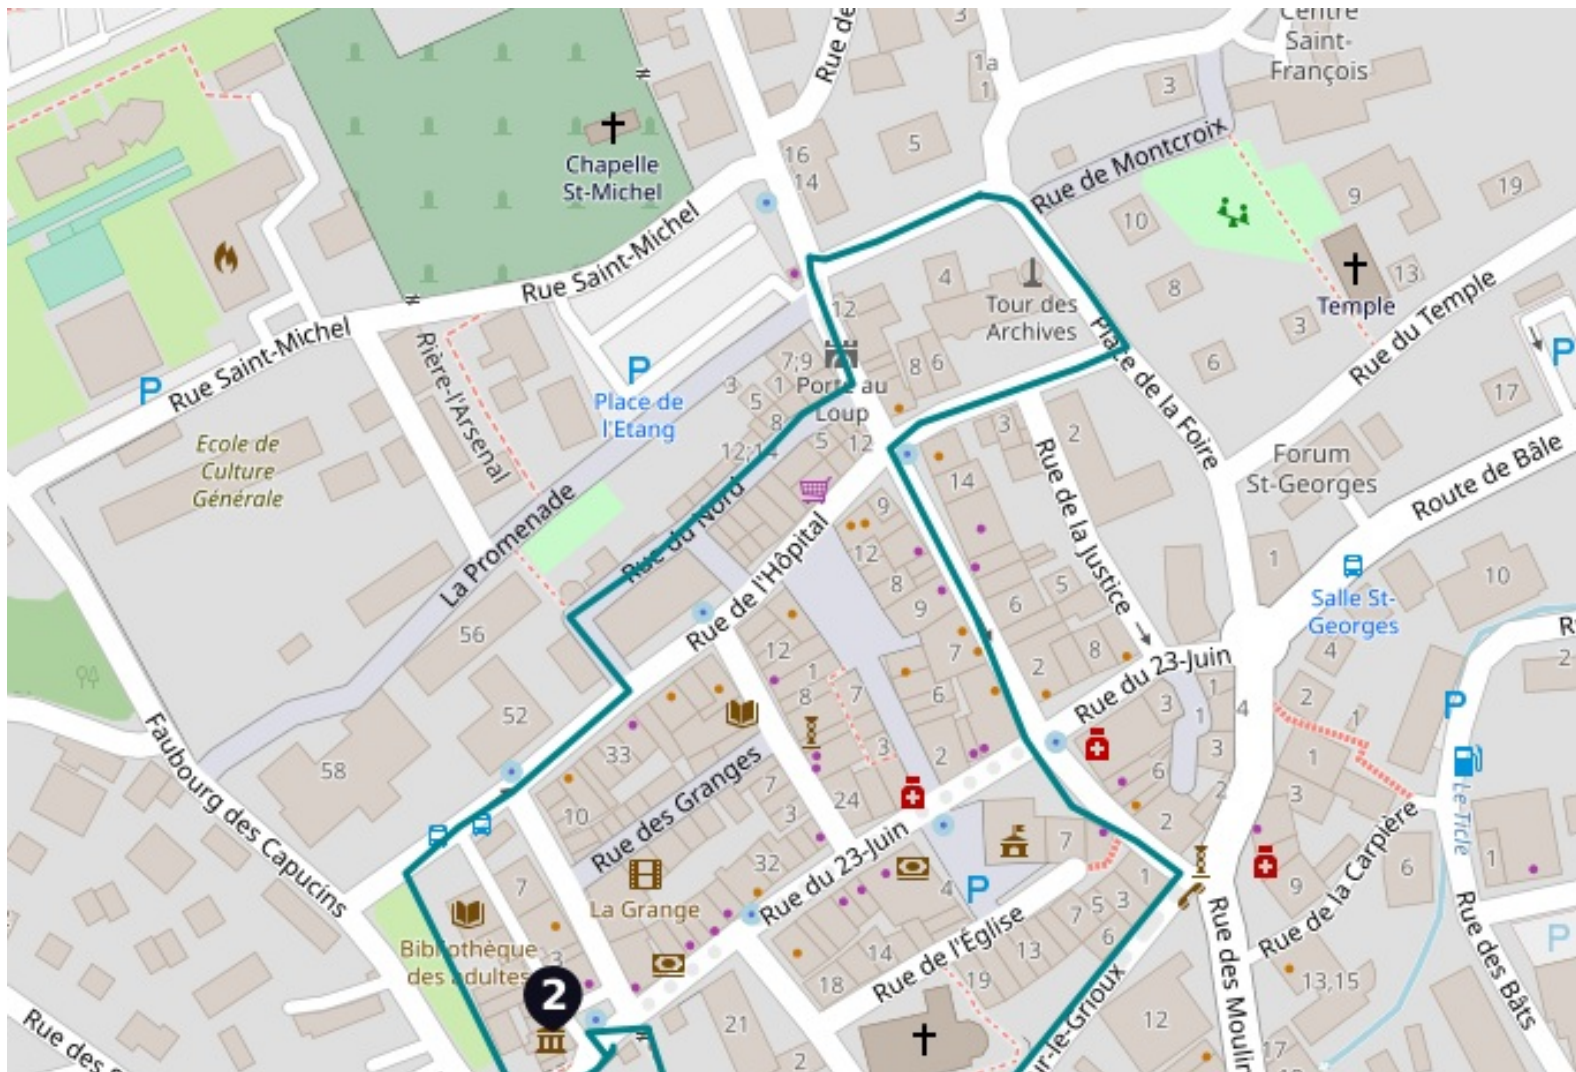 Rue de
3
Centre
Saint-
François
1a
1
3
Chapelle
St-Michel
16
14
5
Rue de Montcroix
9
19
10
Rue Saint-Michel
4
Tour des
Archives
8
13
Temple
12
3
Rue du Temple
Rue Saint-Michel
Rière-l'Arsenal
P
P
Place de
l'Etang
7;9
3
1
5
8
Porte au
Loup
8
6
Place de la Foire
6
P
17
Ecole de
Culture
Générale
12;14
5
12
3
2
14
Forum
St-Georges
Route de Bâle
La Promenade
Rue du Nord
Rue de l'Hôpital
9
12
8
9
Rue de la Justice
5
6
1
Salle St-
Georges
10
56
12
1
8
7
7
2
8
Rue du 23-Juin
4
2
52
6
3
1
1
4
2
1
P
58
33
3
2
6
3
1
Faubourg des Capucins
Rue des Granges
7
24
3
10
2
2
3
Le Ticle
32
Rue du 23-Juin
7
Rue de la Carpière
7
La Grange
4
P
1
9
6
1
Bibliothèque
des adultes
3
14
Rue de l'Église
7
5
3
6
13
18
19
Rue des Moulin
13,15
Rue des Bâts
P
2
21
12
2
17